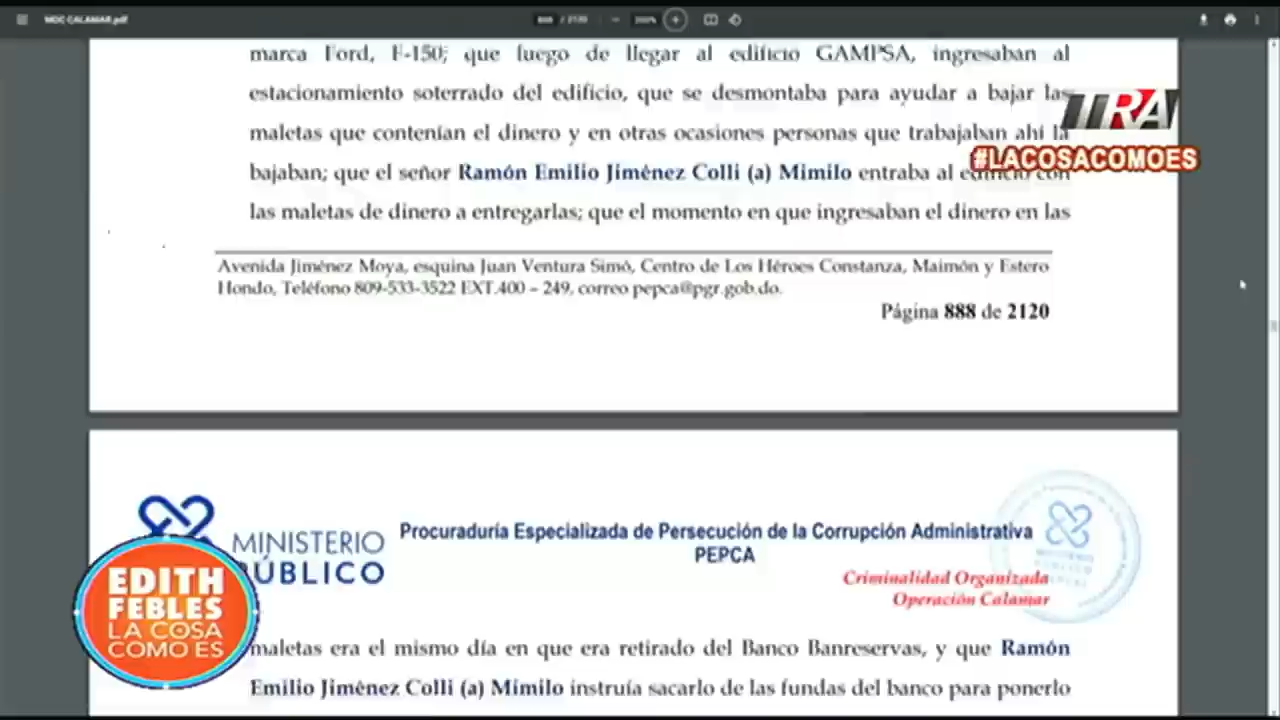 MDC CALAMAR.pdf
888 / 2120
marca Ford, F-150; que luego de llegar al edificio GAMPSA, ingresaban al
estacionamiento soterrado del edificio, que se desmontaba para ayudar a bajar las
TRA
maletas que contenían el dinero y en otras ocasiones personas que trabajaban ahí la
#LACOSACOMOES
bajaban; que el señor Ramón Emilio Jiménez Colli (a) Mimilo entraba al edificio con
las maletas de dinero a entregarlas; que el momento en que ingresaban el dinero en las
Avenida Jiménez Moya, esquina Juan Ventura Simó, Centro de Los Héroes Constanza, Maimón y Estero
Hondo, Teléfono 809-533-3522 EXT.400 – 249, correo pepca@pgr.gob.do.
Página 888 de 2120
MINISTERIO
PÚBLICO
Procuraduría Especializada de Persecución de la Corrupción Administrativa
PEPCA
Criminalidad Organizada
Operación Calamar
EDITH
FEBLES
LA COSA
COMO ES
maletas era el mismo día en que era retirado del Banco Banreservas, y que Ramón
Emilio Jiménez Colli (a) Mimilo instruía sacarlo de las fundas del banco para ponerlo